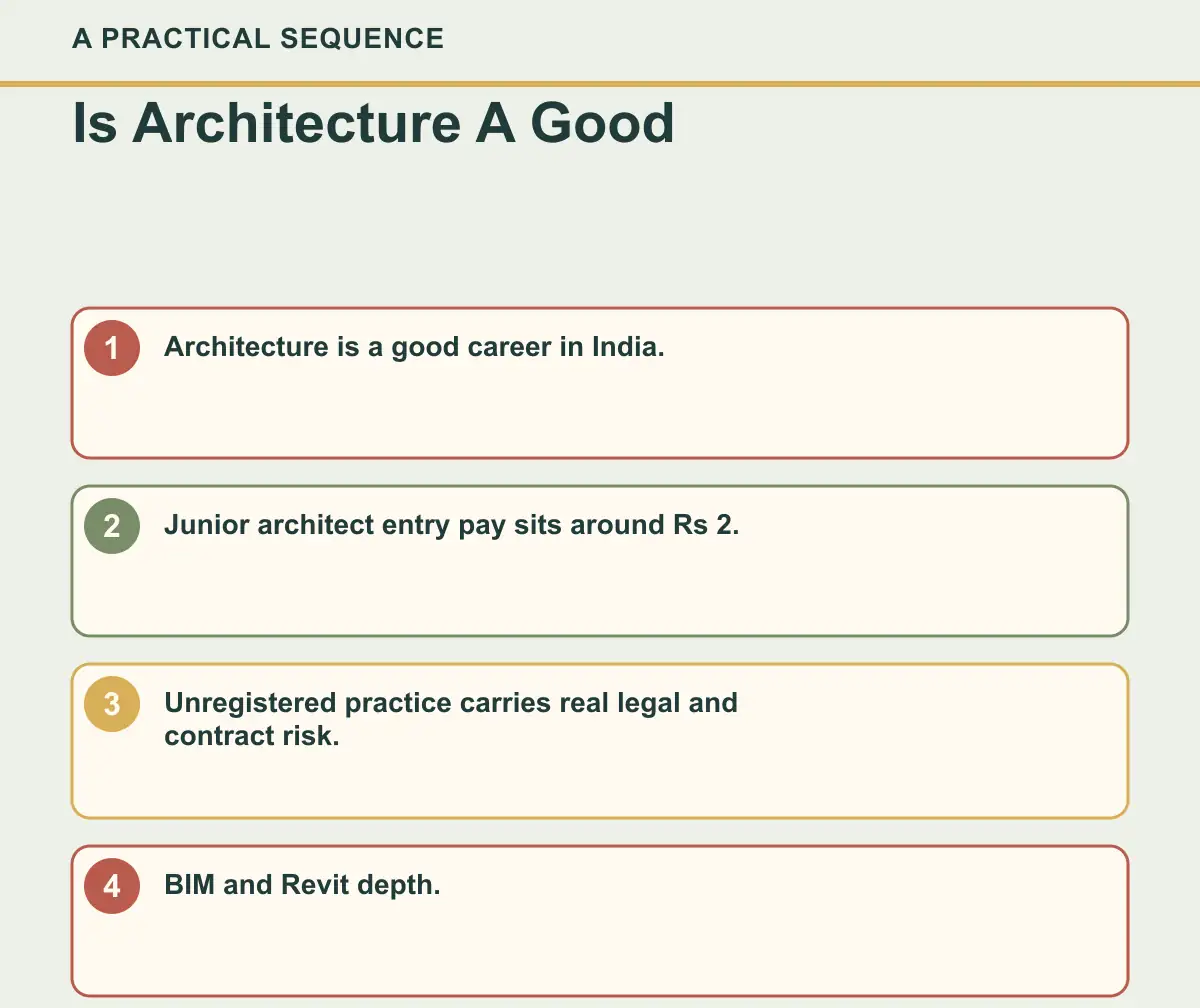 A PRACTICAL SEQUENCE
Is Architecture A Good
1
Architecture is a good career in India.
2
Junior architect entry pay sits around Rs 2.
3
Unregistered practice carries real legal and
contract risk.
4
BIM and Revit depth.